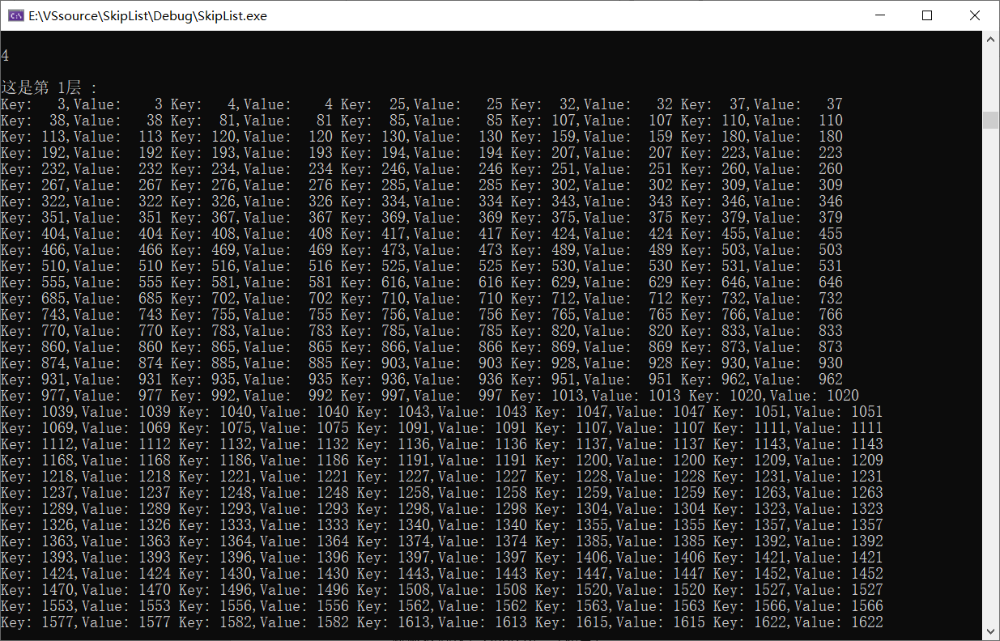 E:\VSsource\SkipList\Debug\SkipList.exe
4
这是第 1层 :
Key:   3,Value:    3 Key:   4,Value:    4 Key:  25,Value:   25 Key:  32,Value:   32 Key:  37,Value:   37
Key:  38,Value:   38 Key:  81,Value:   81 Key:  85,Value:   85 Key: 107,Value:  107 Key: 110,Value:  110
Key: 113,Value:  113 Key: 120,Value:  120 Key: 130,Value:  130 Key: 159,Value:  159 Key: 180,Value:  180
Key: 192,Value:  192 Key: 193,Value:  193 Key: 194,Value:  194 Key: 207,Value:  207 Key: 223,Value:  223
Key: 232,Value:  232 Key: 234,Value:  234 Key: 246,Value:  246 Key: 251,Value:  251 Key: 260,Value:  260
Key: 267,Value:  267 Key: 276,Value:  276 Key: 285,Value:  285 Key: 302,Value:  302 Key: 309,Value:  309
Key: 322,Value:  322 Key: 326,Value:  326 Key: 334,Value:  334 Key: 343,Value:  343 Key: 346,Value:  346
Key: 351,Value:  351 Key: 367,Value:  367 Key: 369,Value:  369 Key: 375,Value:  375 Key: 379,Value:  379
Key: 404,Value:  404 Key: 408,Value:  408 Key: 417,Value:  417 Key: 424,Value:  424 Key: 455,Value:  455
Key: 466,Value:  466 Key: 469,Value:  469 Key: 473,Value:  473 Key: 489,Value:  489 Key: 503,Value:  503
Key: 510,Value:  510 Key: 516,Value:  516 Key: 525,Value:  525 Key: 530,Value:  530 Key: 531,Value:  531
Key: 555,Value:  555 Key: 581,Value:  581 Key: 616,Value:  616 Key: 629,Value:  629 Key: 646,Value:  646
Key: 685,Value:  685 Key: 702,Value:  702 Key: 710,Value:  710 Key: 712,Value:  712 Key: 732,Value:  732
Key: 743,Value:  743 Key: 755,Value:  755 Key: 756,Value:  756 Key: 765,Value:  765 Key: 766,Value:  766
Key: 770,Value:  770 Key: 783,Value:  783 Key: 785,Value:  785 Key: 820,Value:  820 Key: 833,Value:  833
Key: 860,Value:  860 Key: 865,Value:  865 Key: 866,Value:  866 Key: 869,Value:  869 Key: 873,Value:  873
Key: 874,Value:  874 Key: 885,Value:  885 Key: 903,Value:  903 Key: 928,Value:  928 Key: 930,Value:  930
Key: 931,Value:  931 Key: 935,Value:  935 Key: 936,Value:  936 Key: 951,Value:  951 Key: 962,Value:  962
Key: 977,Value:  977 Key: 992,Value:  992 Key: 997,Value:  997 Key: 1013,Value: 1013 Key: 1020,Value: 1020
Key: 1039,Value: 1039 Key: 1040,Value: 1040 Key: 1043,Value: 1043 Key: 1047,Value: 1047 Key: 1051,Value: 1051
Key: 1069,Value: 1069 Key: 1075,Value: 1075 Key: 1091,Value: 1091 Key: 1107,Value: 1107 Key: 1111,Value: 1111
Key: 1112,Value: 1112 Key: 1132,Value: 1132 Key: 1136,Value: 1136 Key: 1137,Value: 1137 Key: 1143,Value: 1143
Key: 1168,Value: 1168 Key: 1186,Value: 1186 Key: 1191,Value: 1191 Key: 1200,Value: 1200 Key: 1209,Value: 1209
Key: 1218,Value: 1218 Key: 1221,Value: 1221 Key: 1227,Value: 1227 Key: 1228,Value: 1228 Key: 1231,Value: 1231
Key: 1237,Value: 1237 Key: 1248,Value: 1248 Key: 1258,Value: 1258 Key: 1259,Value: 1259 Key: 1263,Value: 1263
Key: 1289,Value: 1289 Key: 1293,Value: 1293 Key: 1298,Value: 1298 Key: 1304,Value: 1304 Key: 1323,Value: 1323
Key: 1326,Value: 1326 Key: 1333,Value: 1333 Key: 1340,Value: 1340 Key: 1355,Value: 1355 Key: 1357,Value: 1357
Key: 1363,Value: 1363 Key: 1364,Value: 1364 Key: 1374,Value: 1374 Key: 1385,Value: 1385 Key: 1392,Value: 1392
Key: 1393,Value: 1393 Key: 1396,Value: 1396 Key: 1397,Value: 1397 Key: 1406,Value: 1406 Key: 1421,Value: 1421
Key: 1424,Value: 1424 Key: 1430,Value: 1430 Key: 1443,Value: 1443 Key: 1447,Value: 1447 Key: 1452,Value: 1452
Key: 1470,Value: 1470 Key: 1496,Value: 1496 Key: 1508,Value: 1508 Key: 1520,Value: 1520 Key: 1527,Value: 1527
Key: 1553,Value: 1553 Key: 1556,Value: 1556 Key: 1562,Value: 1562 Key: 1563,Value: 1563 Key: 1566,Value: 1566
Key: 1577,Value: 1577 Key: 1582,Value: 1582 Key: 1613,Value: 1613 Key: 1615,Value: 1615 Key: 1622,Value: 1622